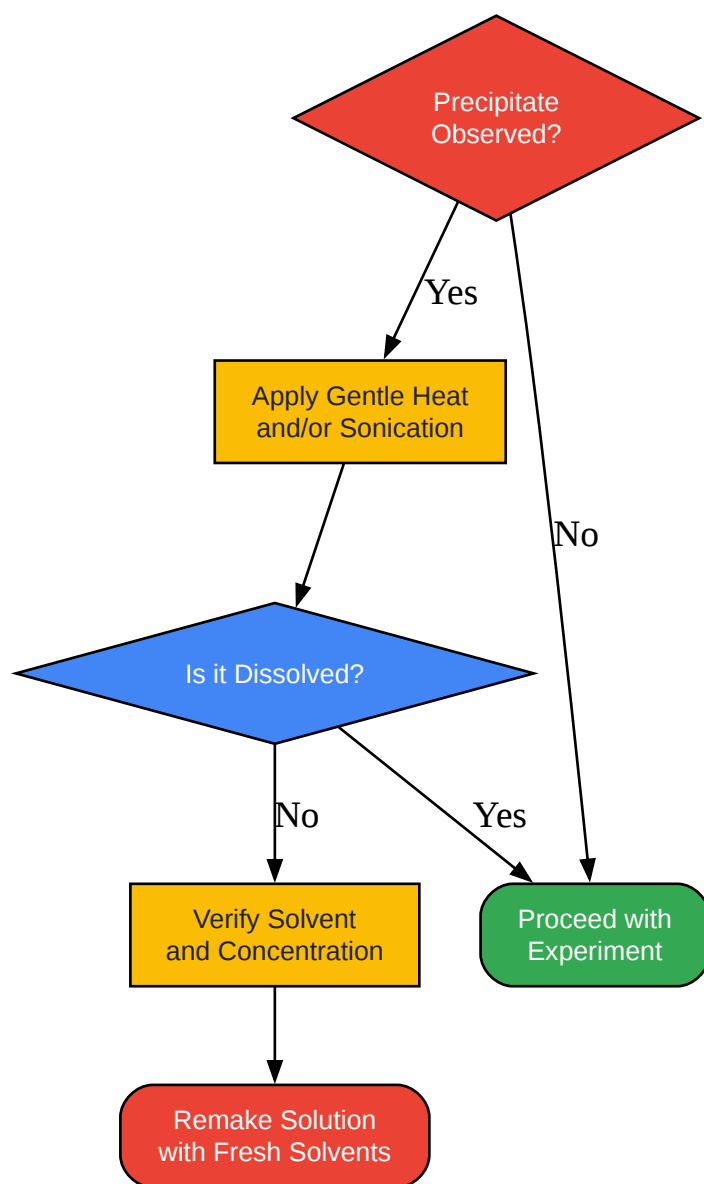 Precipitate
Observed?
Yes
Apply Gentle Heat
and/or Sonication
No
Is it Dissolved?
No
Yes
Verify Solvent
and Concentration
Proceed with
Experiment
Remake Solution
with Fresh Solvents